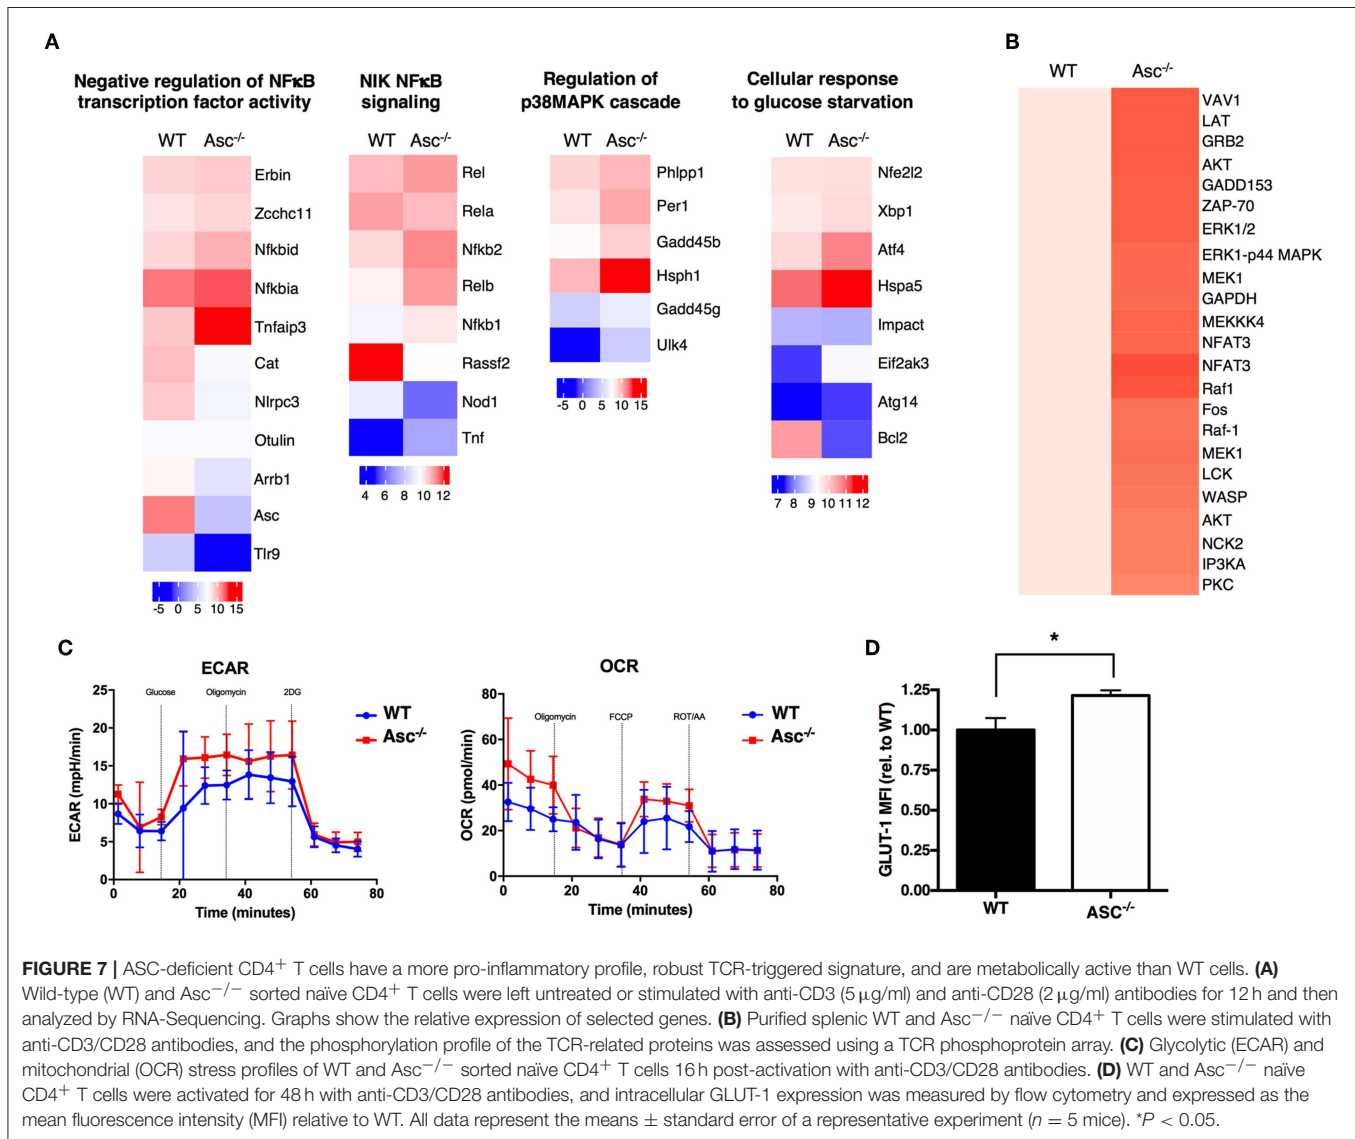 A
Negative regulation of NFκB
transcription factor activity
WT Asc-/-
Erbin
Zcchc11
Nfkbid
Nfkbia
Tnfaip3
Cat
Nlrpc3
Otulin
Arrb1
Asc
Tlr9
-5 0 5 10 15
NIK NFκB
signaling
WT Asc-/-
Rel
Rela
Nfkb2
Relb
Nfkb1
Rassf2
Nod1
Tnf
4 6 8 10 12
Regulation of
p38MAPK cascade
WT Asc-/-
Phlpp1
Per1
Gadd45b
Hsph1
Gadd45g
Ulk4
-5 0 5 10 15
Cellular response
to glucose starvation
WT Asc-/-
Nfe2l2
Xbp1
Atf4
Hspa5
Impact
Eif2ak3
Atg14
Bcl2
7 8 9 10 11 12
B
WT Asc-/-
VAV1
LAT
GRB2
AKT
GADD153
ZAP-70
ERK1/2
ERK1-p44 MAPK
MEK1
GAPDH
MEKKK4
NFAT3
NFAT3
Raf1
Fos
Raf-1
MEK1
LCK
WASP
AKT
NCK2
IP3KA
PKC
C
ECAR
Glucose Oligomycin 2DG
ECAR (mpH/min)
25
20
15
10
5
0
0 20 40 60 80
Time (minutes)
WT
Asc-/-
OCR
Oligomycin FCCP ROT/AA
OCR (pmol/min)
80
60
40
20
0
0 20 40 60 80
Time (minutes)
WT
Asc-/-
D
*
GLUT-1 MFI (rel. to WT)
1.25
1.00
0.75
0.50
0.25
0.00
WT ASC-/-
FIGURE 7 | ASC-deficient CD4+ T cells have a more pro-inflammatory profile, robust TCR-triggered signature, and are metabolically active than WT cells. (A)
Wild-type (WT) and Asc−/− sorted naïve CD4+ T cells were left untreated or stimulated with anti-CD3 (5 μg/ml) and anti-CD28 (2 μg/ml) antibodies for 12 h and then
analyzed by RNA-Sequencing. Graphs show the relative expression of selected genes. (B) Purified splenic WT and Asc−/− naïve CD4+ T cells were stimulated with
anti-CD3/CD28 antibodies, and the phosphorylation profile of the TCR-related proteins was assessed using a TCR phosphoprotein array. (C) Glycolytic (ECAR) and
mitochondrial (OCR) stress profiles of WT and Asc−/− sorted naïve CD4+ T cells 16 h post-activation with anti-CD3/CD28 antibodies. (D) WT and Asc−/− naïve
CD4+ T cells were activated for 48 h with anti-CD3/CD28 antibodies, and intracellular GLUT-1 expression was measured by flow cytometry and expressed as the
mean fluorescence intensity (MFI) relative to WT. All data represent the means ± standard error of a representative experiment (n = 5 mice). *P < 0.05.